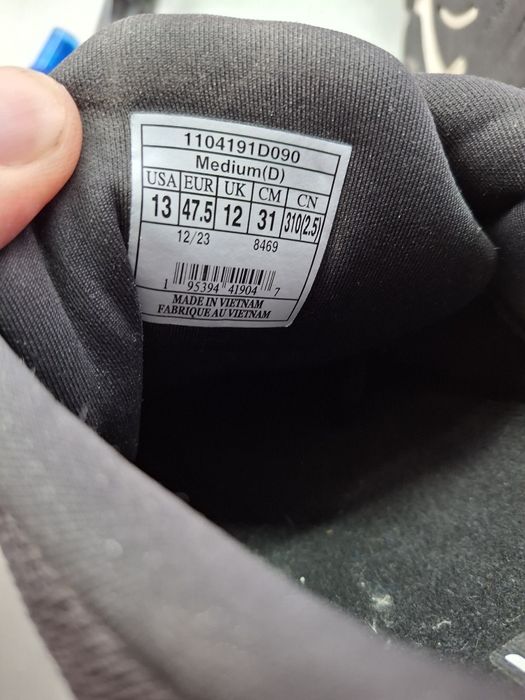 1104191D090
Medium(D)
USA EUR UK CM CN
13 47.5 12 31 310(2.5)
12/23 8469
1 95394 41904 7
MADE IN VIETNAM
FABRIQUE AU VIETNAM